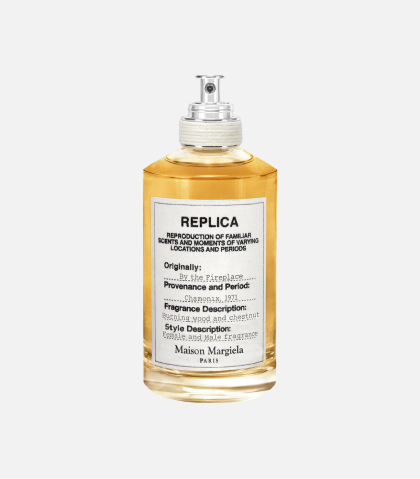 REPLICA
REPRODUCTION OF FAMILIAR
SCENTS AND MOMENTS OF VARYING
LOCATIONS AND PERIODS
Originally:
By the Fireplace
Provenance and Period:
Chamonix, 1971
Fragrance Description:
Burning wood and chestnut
Style Description:
Female and Male fragrance
Maison Margiela
PARIS